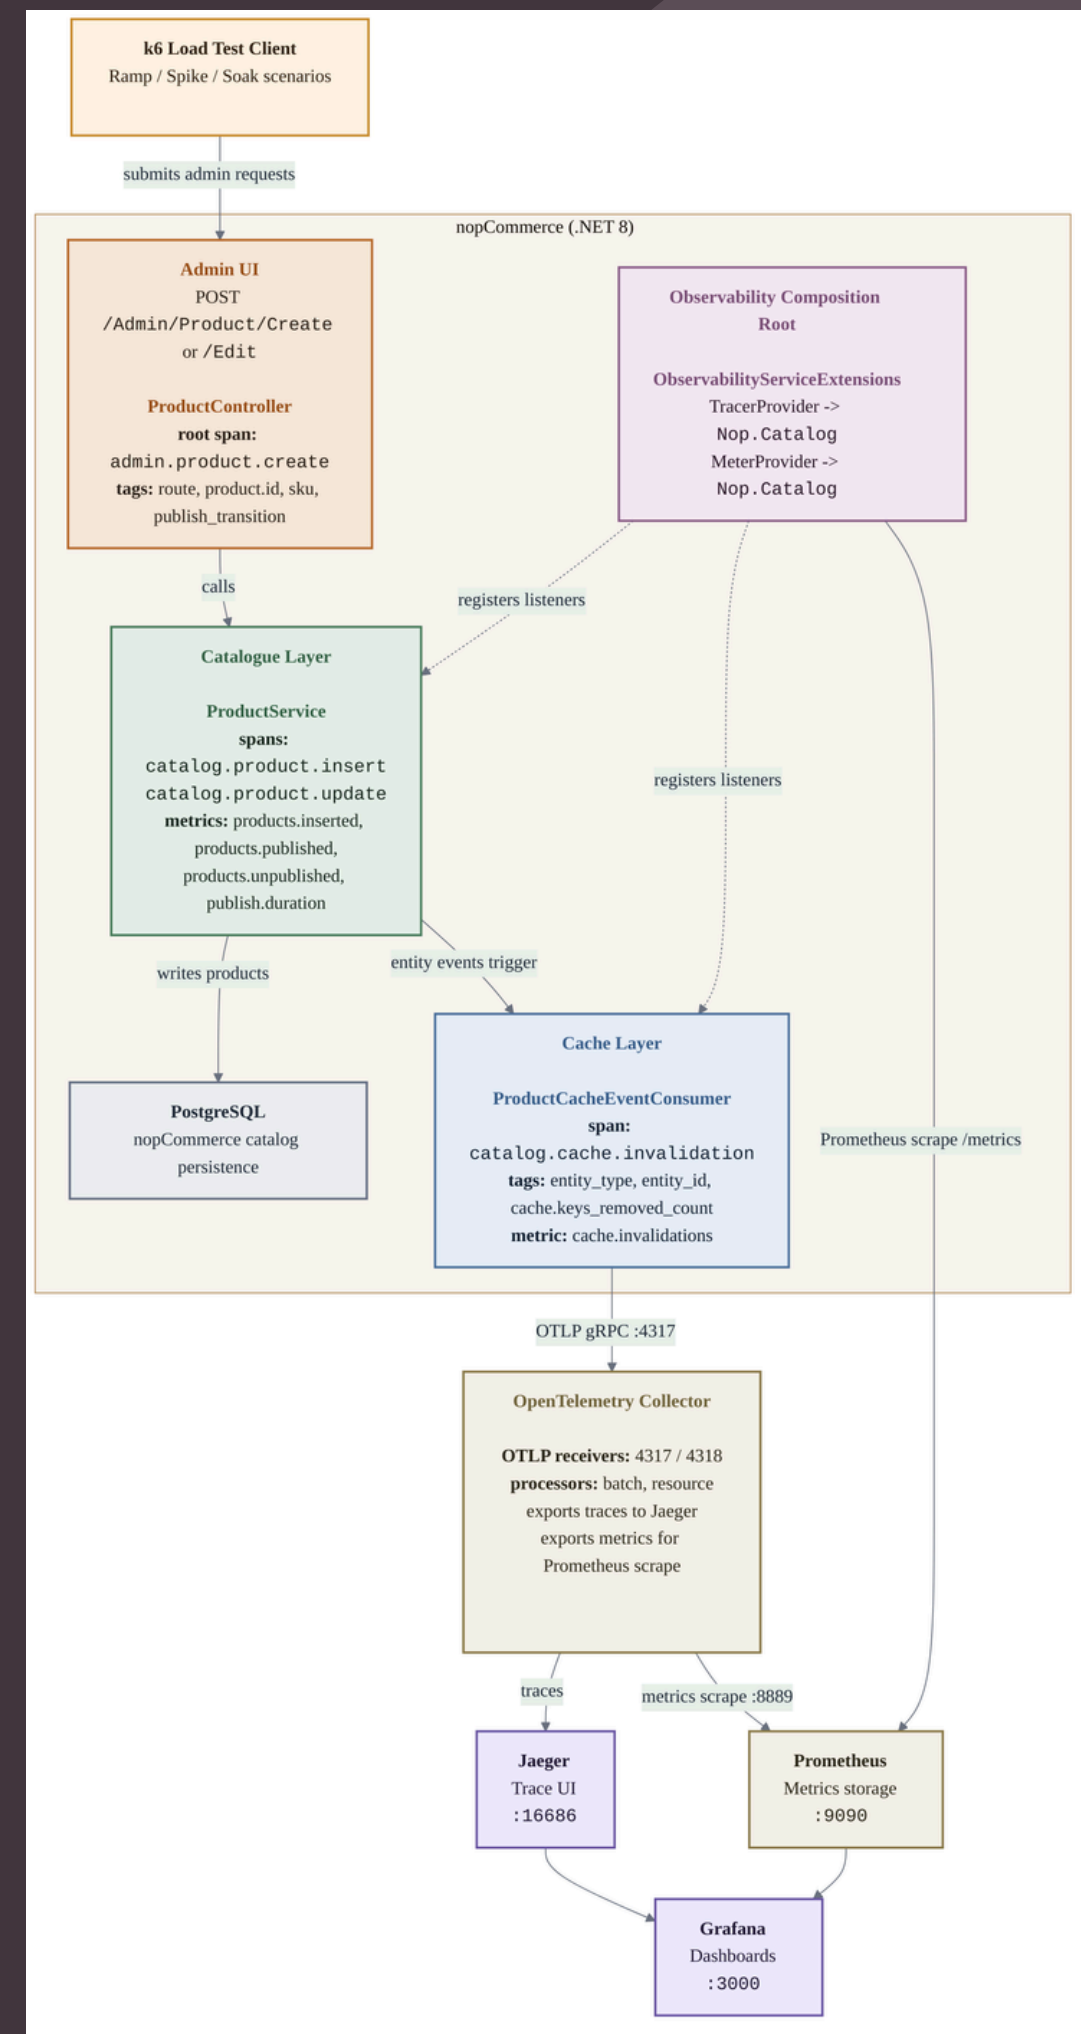 k6 Load Test Client
Ramp / Spike / Soak scenarios
submits admin requests
nopCommerce (.NET 8)
Admin UI
POST
/Admin/Product/Create
or /Edit
ProductController
root span:
admin.product.create
tags: route, product.id, sku,
publish_transition
Observability Composition
Root
ObservabilityServiceExtensions
TracerProvider ->
Nop.Catalog
MeterProvider ->
Nop.Catalog
calls
registers listeners
Catalogue Layer
ProductService
spans:
catalog.product.insert
catalog.product.update
metrics: products.inserted,
products.published,
products.unpublished,
publish.duration
registers listeners
writes products
entity events trigger
PostgreSQL
nopCommerce catalog
persistence
Cache Layer
ProductCacheEventConsumer
span:
catalog.cache.invalidation
tags: entity_type, entity_id,
cache.keys_removed_count
metric: cache.invalidations
Prometheus scrape /metrics
OTLP gRPC :4317
OpenTelemetry Collector
OTLP receivers: 4317 / 4318
processors: batch, resource
exports traces to Jaeger
exports metrics for
Prometheus scrape
traces
metrics scrape :8889
Jaeger
Trace UI
:16686
Prometheus
Metrics storage
:9090
Grafana
Dashboards
:3000